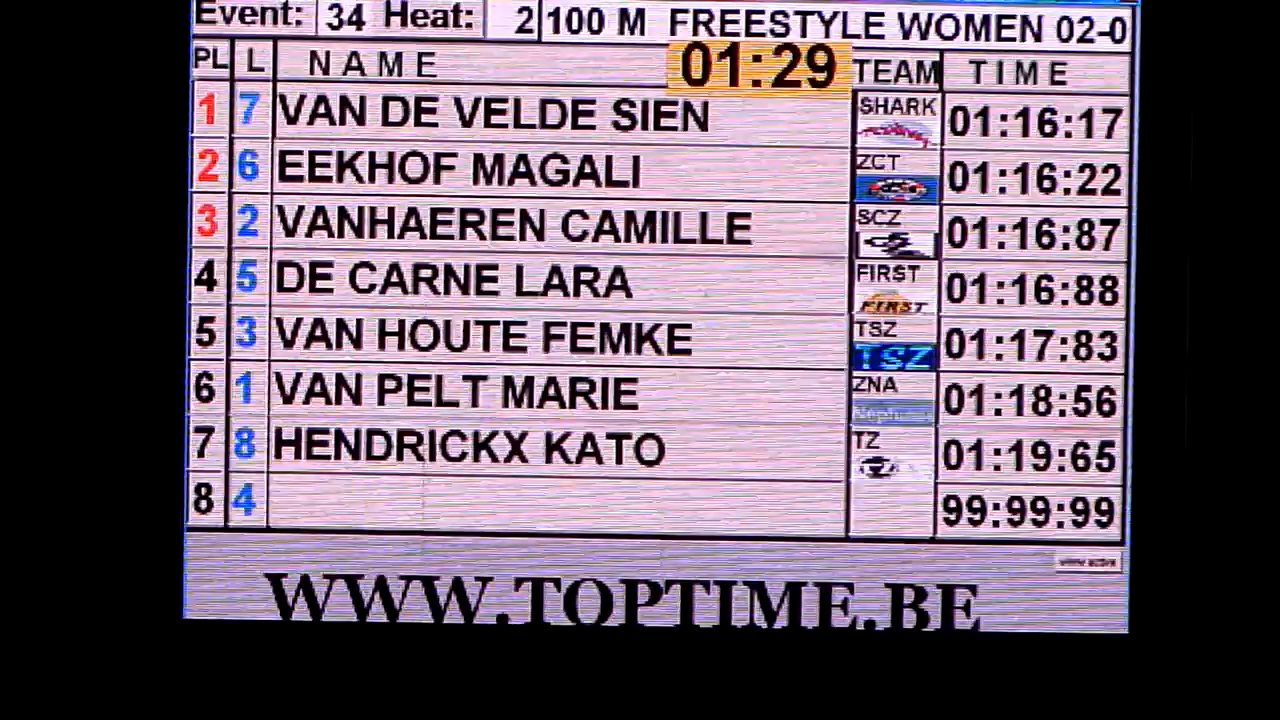 Event: 34 Heat: 2 100 M FREESTYLE WOMEN 02-0
PL L NAME 01:29 TEAM TIME
1 7 VAN DE VELDE SIEN SHARK 01:16:17
2 6 EEKHOF MAGALI ZCT 01:16:22
3 2 VANHAEREN CAMILLE SCZ 01:16:87
4 5 DE CARNE LARA FIRST 01:16:88
FIRST
5 3 VAN HOUTE FEMKE TSZ 01:17:83
TSZ
6 1 VAN PELT MARIE ZNA 01:18:56
7 8 HENDRICKX KATO TZ 01:19:65
8 4 99:99:99
WWW.TOPTIME.BE